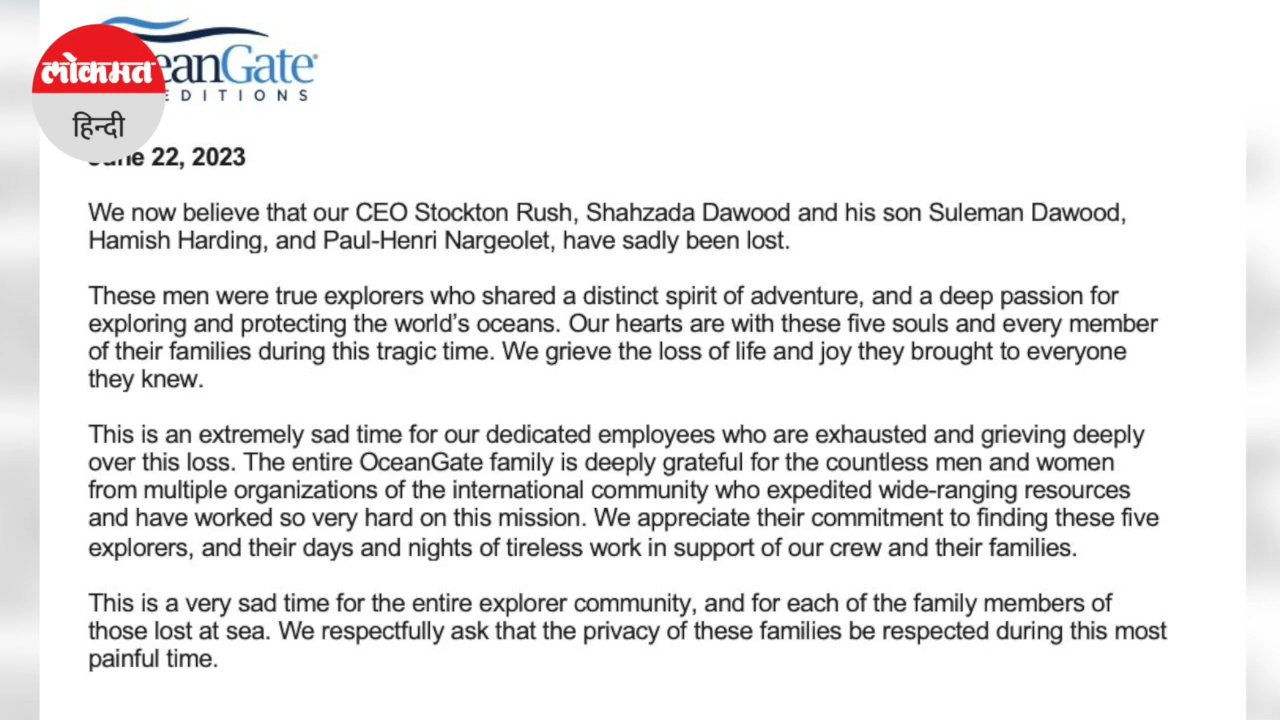 लोकमत
हिन्दी
eanGate
EDITIONS
June 22, 2023
We now believe that our CEO Stockton Rush, Shahzada Dawood and his son Suleman Dawood,
Hamish Harding, and Paul-Henri Nargeolet, have sadly been lost.
These men were true explorers who shared a distinct spirit of adventure, and a deep passion for
exploring and protecting the world’s oceans. Our hearts are with these five souls and every member
of their families during this tragic time. We grieve the loss of life and joy they brought to everyone
they knew.
This is an extremely sad time for our dedicated employees who are exhausted and grieving deeply
over this loss. The entire OceanGate family is deeply grateful for the countless men and women
from multiple organizations of the international community who expedited wide-ranging resources
and have worked so very hard on this mission. We appreciate their commitment to finding these five
explorers, and their days and nights of tireless work in support of our crew and their families.
This is a very sad time for the entire explorer community, and for each of the family members of
those lost at sea. We respectfully ask that the privacy of these families be respected during this most
painful time.